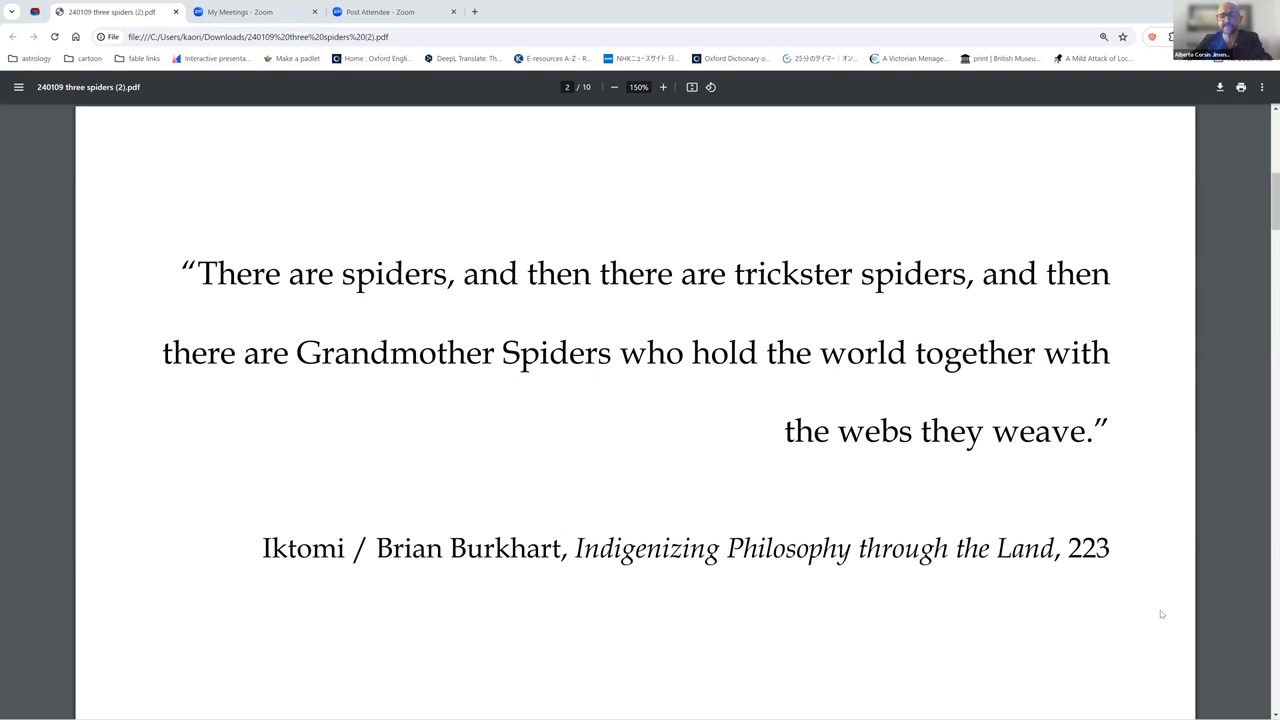 240109 three spiders (2).pdf
My Meetings - Zoom
Post Attendee - Zoom
File
file:///C:/Users/kaori/Downloads/240109%20three%20spiders%20(2).pdf
astrology
cartoon
fable links
Interactive presenta...
Make a padlet
Home : Oxford Engli...
DeepL Translate: Th...
E-resources A-Z - R...
NHKニュースサイト 日...
Oxford Dictionary o...
25分のタイマー｜オン...
A Victorian Menage...
print | British Museu...
A Mild Attack of Loc...
Alberto Corsin Jimen...
240109 three spiders (2).pdf
2 / 10
150%
“There are spiders, and then there are trickster spiders, and then
there are Grandmother Spiders who hold the world together with
the webs they weave.”
Iktomi / Brian Burkhart, Indigenizing Philosophy through the Land, 223